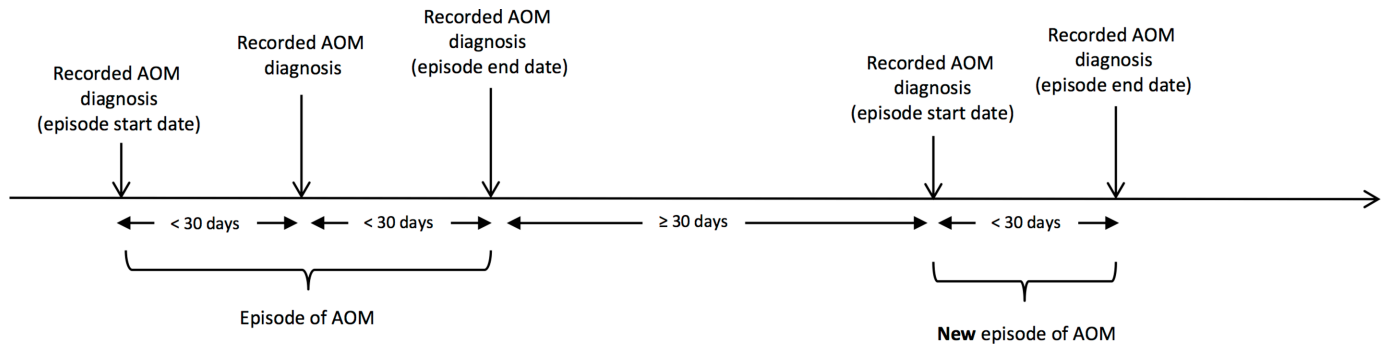 Recorded AOM
diagnosis
(episode start date)
Recorded AOM
diagnosis
Recorded AOM
diagnosis
(episode end date)
Recorded AOM
diagnosis
(episode start date)
Recorded AOM
diagnosis
(episode end date)
< 30 days
< 30 days
≥ 30 days
< 30 days
Episode of AOM
New episode of AOM